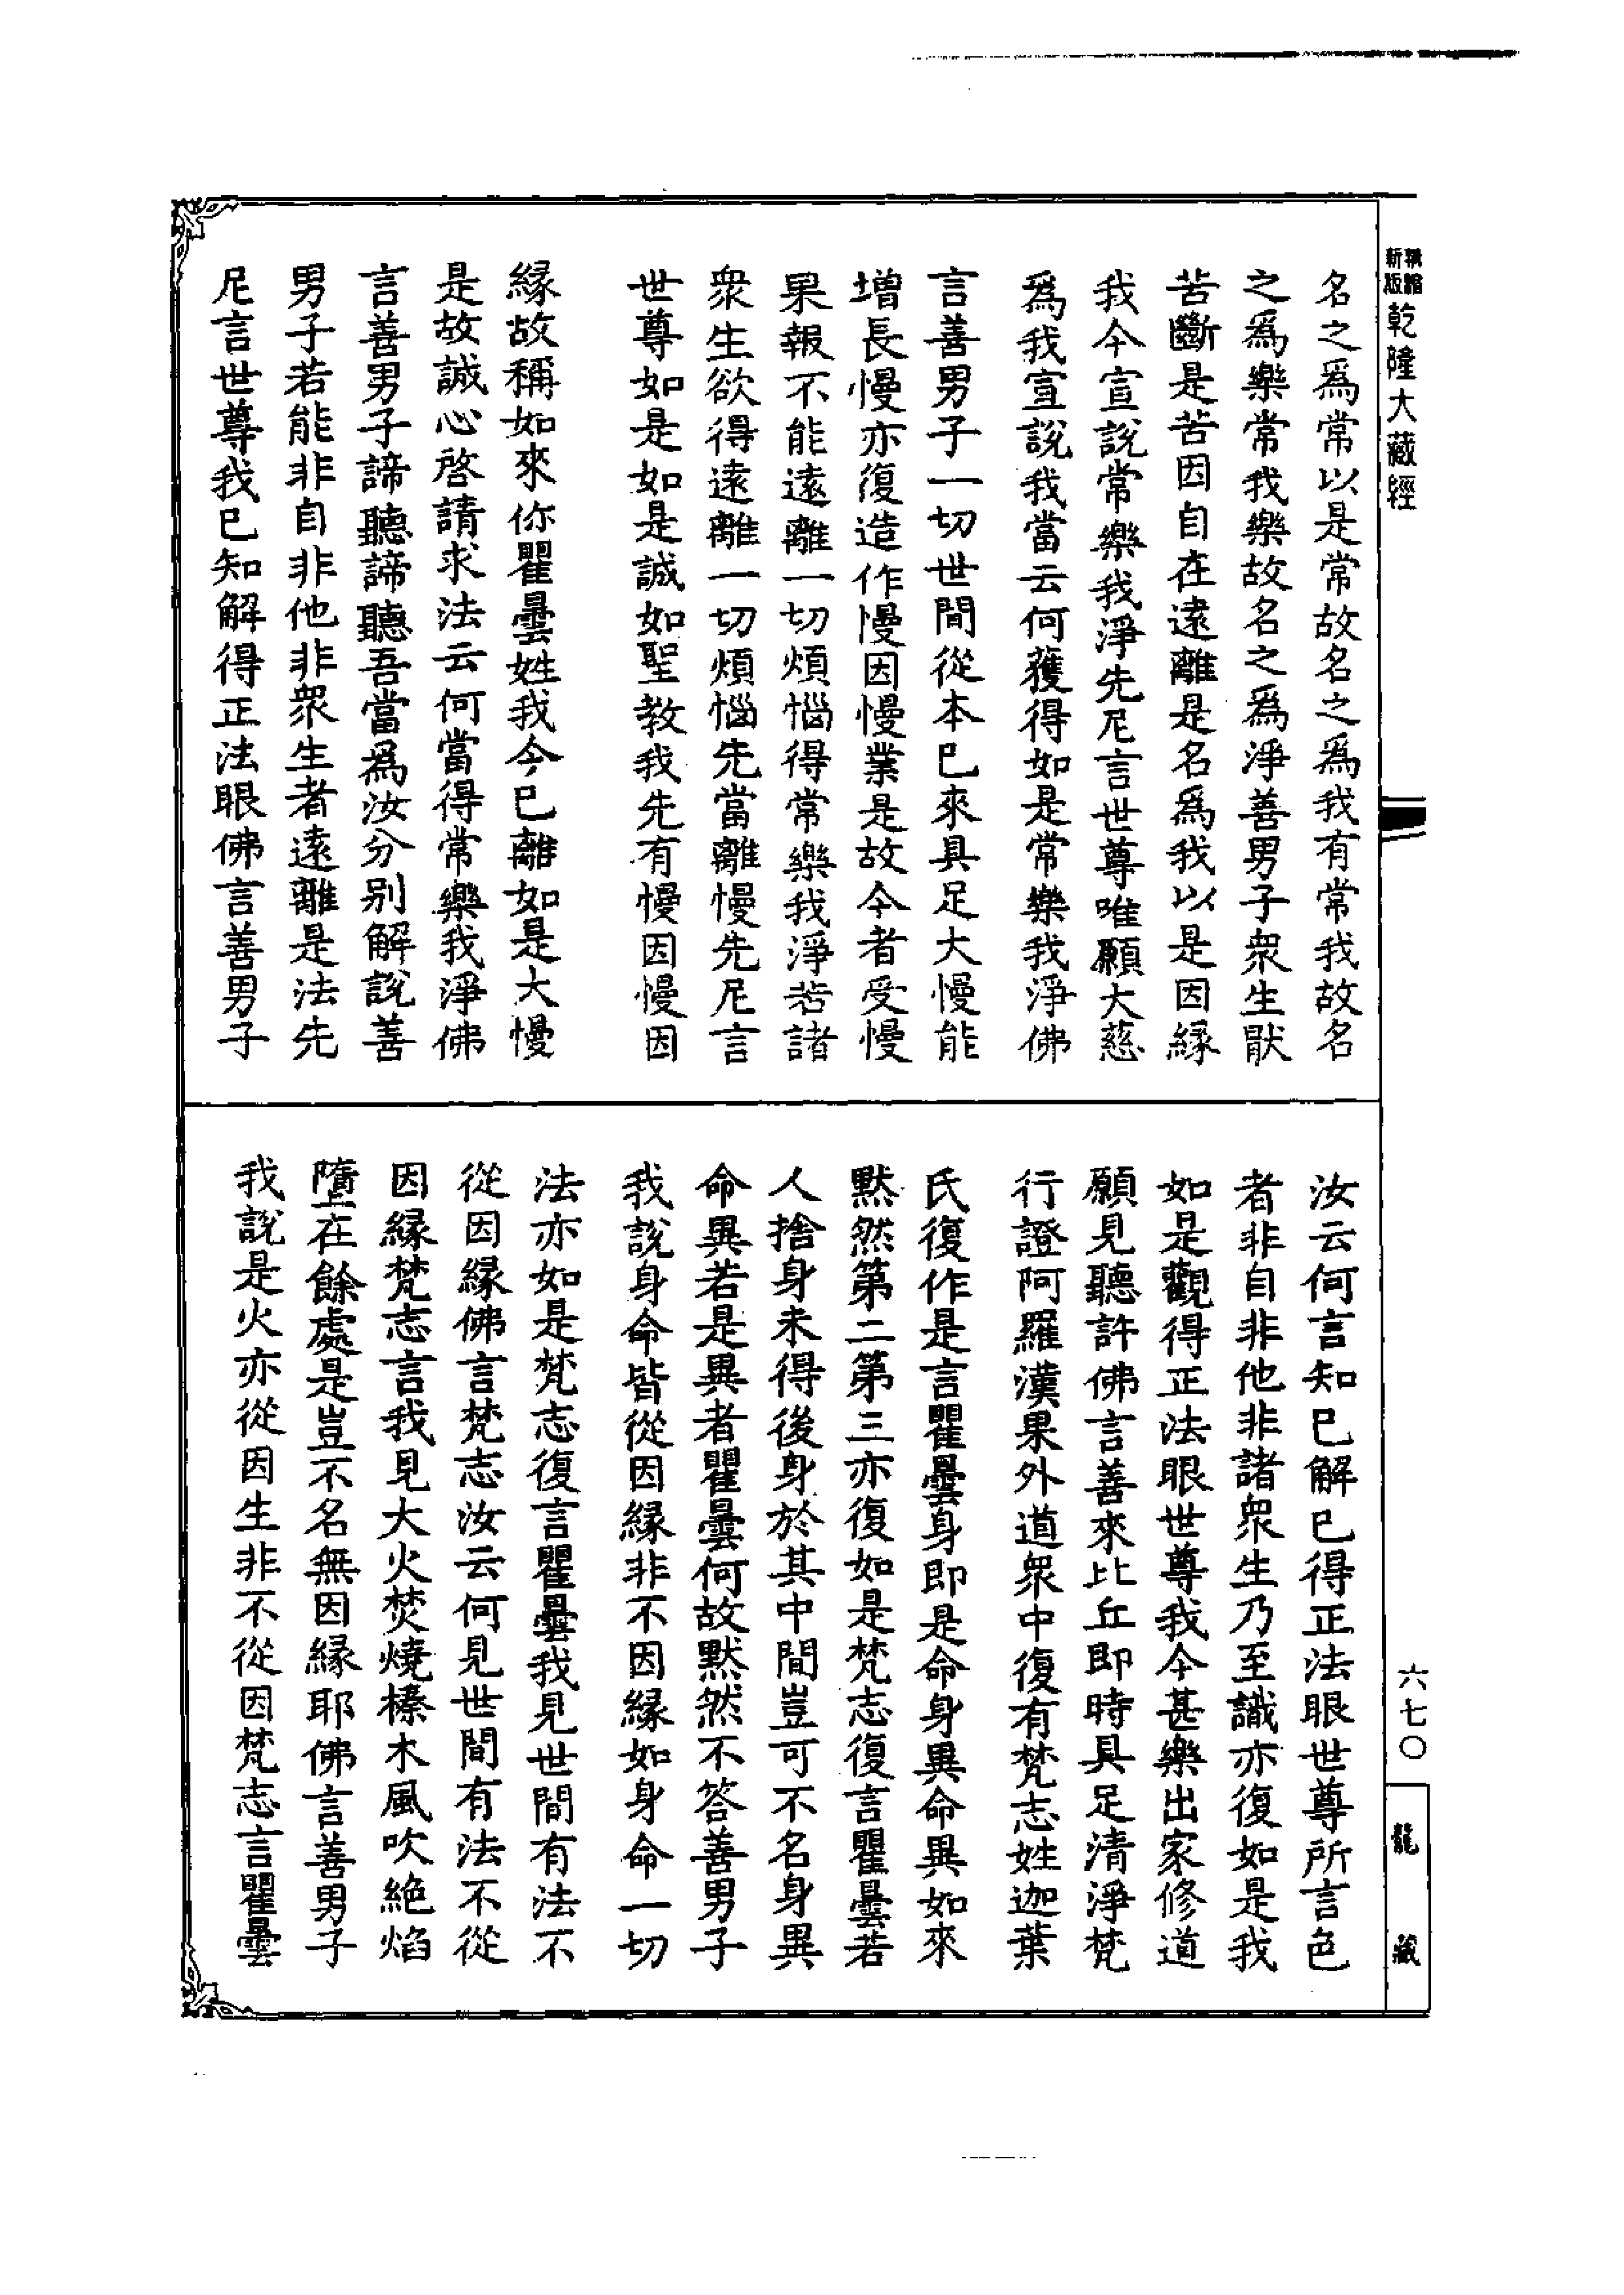 精縮
新版
乾隆大藏經
名之爲常以是常故名之爲我有常我故名
之爲樂常我樂故名之爲淨善男子衆生厭
苦斷是苦因自在遠離是名爲我以是因緣
我今宣說常樂我淨先尼言世尊唯願大慈
爲我宣說我當云何獲得如是常樂我淨佛
言善男子一切世間從本已來具足大慢能
增長慢亦復造作慢因慢業是故今者受慢
果報不能遠離一切煩惱得常樂我淨若諸
衆生欲得遠離一切煩惱先當離慢先尼言
世尊如是如是誠如聖教我先有慢因慢因
緣故稱如來你瞿曇姓我今已離如是大慢
是故誠心啓請求法云何當得常樂我淨佛
言善男子諦聽諦聽吾當爲汝分别解說善
男子若能非自非他非衆生者遠離是法先
尼言世尊我已知解得正法眼佛言善男子
汝云何言知已解已得正法眼世尊所言色
者非自非他非諸衆生乃至識亦復如是我
如是觀得正法眼世尊我今甚樂出家修道
願見聽許佛言善來比丘即時具足清淨梵
行證阿羅漢果外道衆中復有梵志姓迦葉
氏復作是言瞿曇身即是命身異命異如來
默然第二第三亦復如是梵志復言瞿曇若
人捨身未得後身於其中間豈可不名身異
命異若是異者瞿曇何故默然不答善男子
我說身命皆從因緣非不因緣如身命一切
法亦如是梵志復言瞿曇我見世間有法不
從因緣佛言梵志汝云何見世間有法不從
因緣梵志言我見大火焚燒榛木風吹絶焰
墮在餘處是豈不名無因緣耶佛言善男子
我說是火亦從因生非不從因梵志言瞿曇
六七〇
龍藏